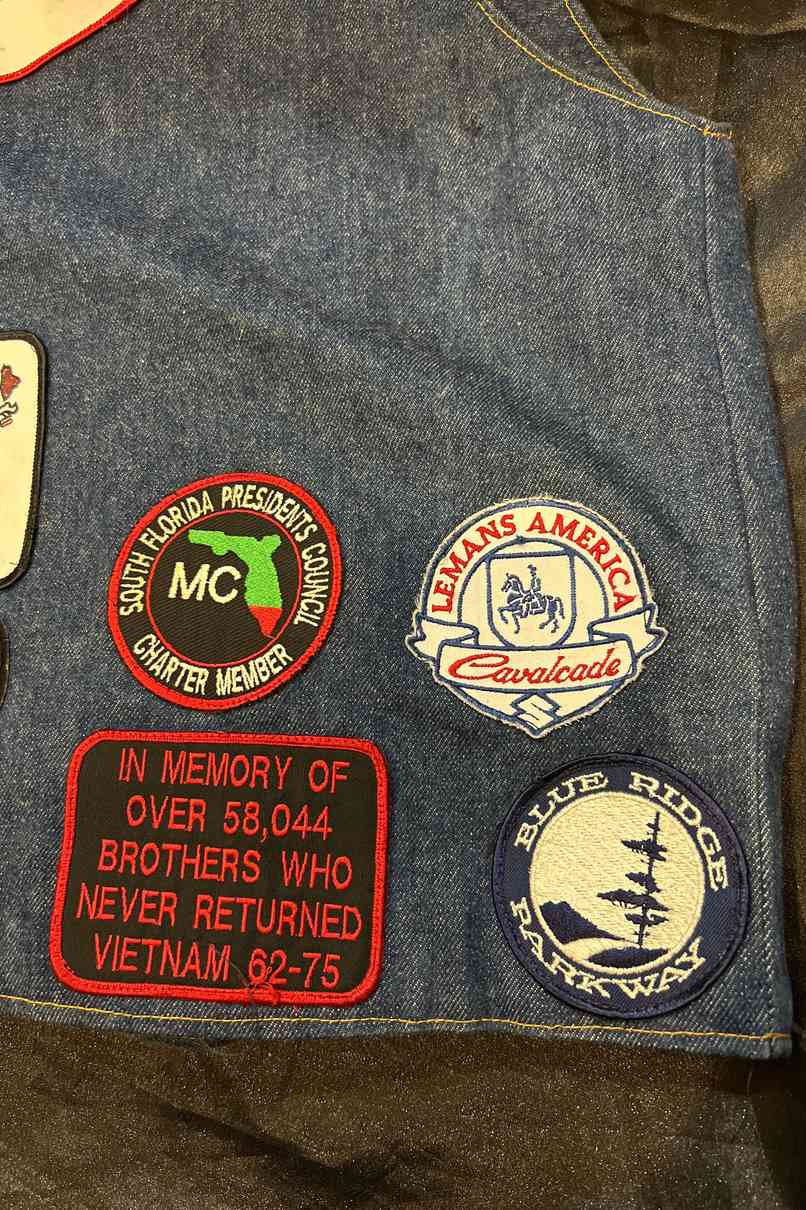 SOUTH FLORIDA PRESIDENTS COUNCIL
MC
CHARTER MEMBER
LEMANS AMERICA
Cavalcade
IN MEMORY OF
OVER 58,044
BROTHERS WHO
NEVER RETURNED
VIETNAM 62-75
BLUE RIDGE
PARKWAY